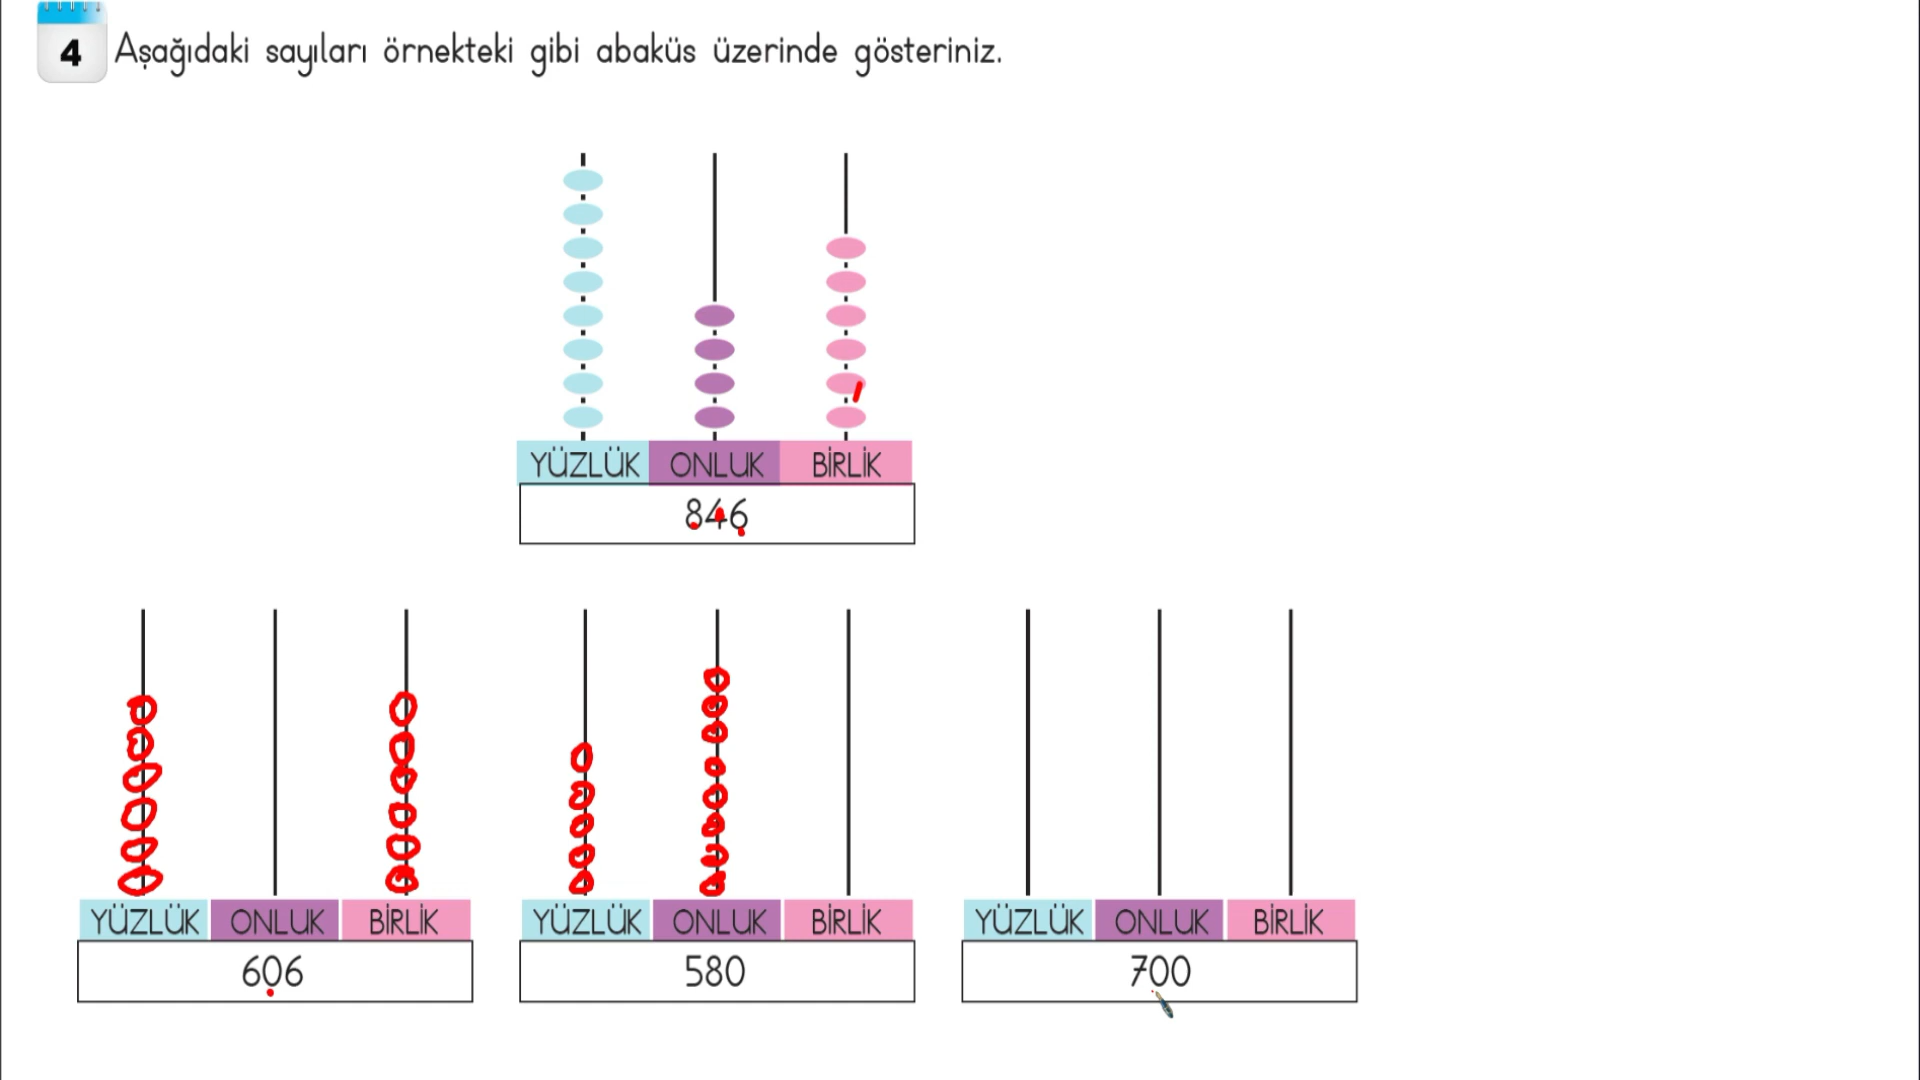 4 Aşağıdaki sayıları örnekteki gibi abaküs üzerinde gösteriniz.
YÜZLÜK ONLUK BİRLİK
846
YÜZLÜK ONLUK BİRLİK YÜZLÜK ONLUK BİRLİK YÜZLÜK ONLUK BİRLİK
606 580 700